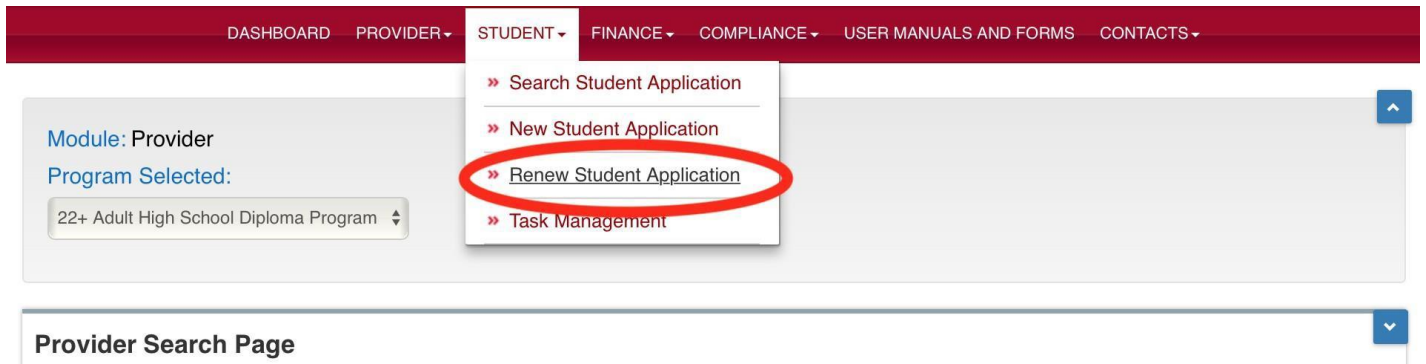 DASHBOARD PROVIDER STUDENT FINANCE COMPLIANCE USER MANUALS AND FORMS CONTACTS
» Search Student Application
» New Student Application
» Renew Student Application
» Task Management
Module: Provider
Program Selected:
22+ Adult High School Diploma Program
Provider Search Page